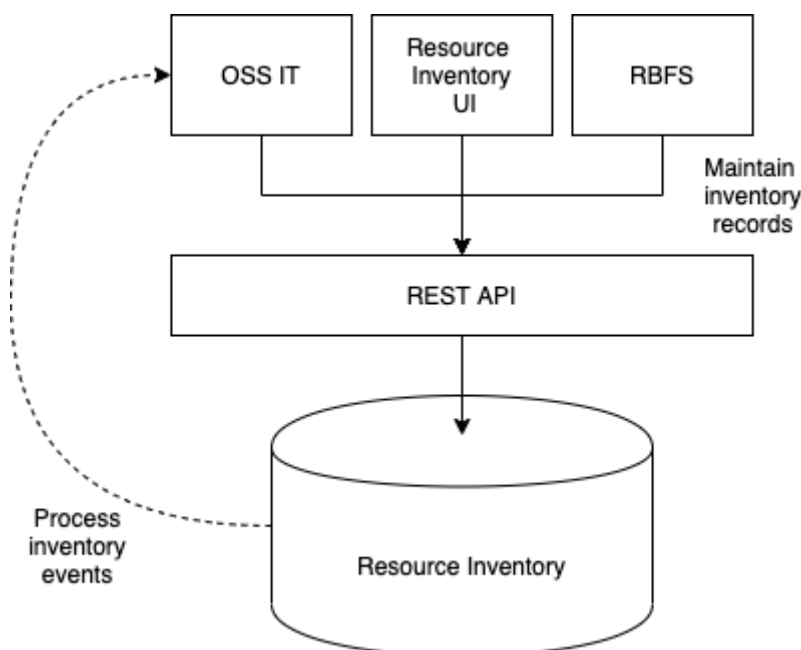 OSS IT
Resource
Inventory
UI
RBFS
Maintain
inventory
records
REST API
Process
inventory
events
Resource Inventory